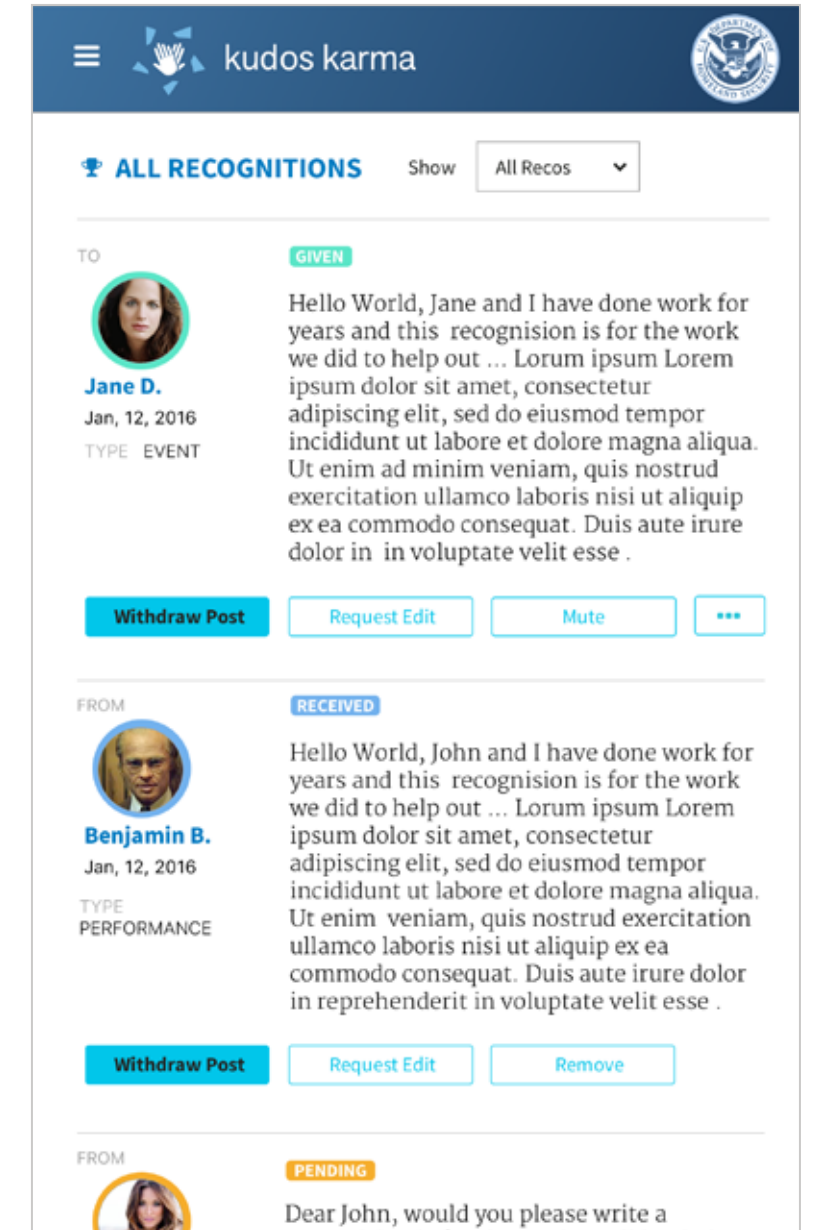 kudos karma
U.S. DEPARTMENT OF HOMELAND SECURITY
ALL RECOGNITIONS
Show
All Recos
TO
GIVEN
Jane D.
Jan, 12, 2016
TYPE EVENT
Hello World, Jane and I have done work for
years and this recognision is for the work
we did to help out ... Lorum ipsum Lorem
ipsum dolor sit amet, consectetur
adipiscing elit, sed do eiusmod tempor
incididunt ut labore et dolore magna aliqua.
Ut enim ad minim veniam, quis nostrud
exercitation ullamco laboris nisi ut aliquip
ex ea commodo consequat. Duis aute irure
dolor in in voluptate velit esse .
Withdraw Post
Request Edit
Mute
FROM
RECEIVED
Benjamin B.
Jan, 12, 2016
TYPE
PERFORMANCE
Hello World, John and I have done work for
years and this recognision is for the work
we did to help out ... Lorum ipsum Lorem
ipsum dolor sit amet, consectetur
adipiscing elit, sed do eiusmod tempor
incididunt ut labore et dolore magna aliqua.
Ut enim veniam, quis nostrud exercitation
ullamco laboris nisi ut aliquip ex ea
commodo consequat. Duis aute irure dolor
in reprehenderit in voluptate velit esse .
Withdraw Post
Request Edit
Remove
FROM
PENDING
Dear John, would you please write a